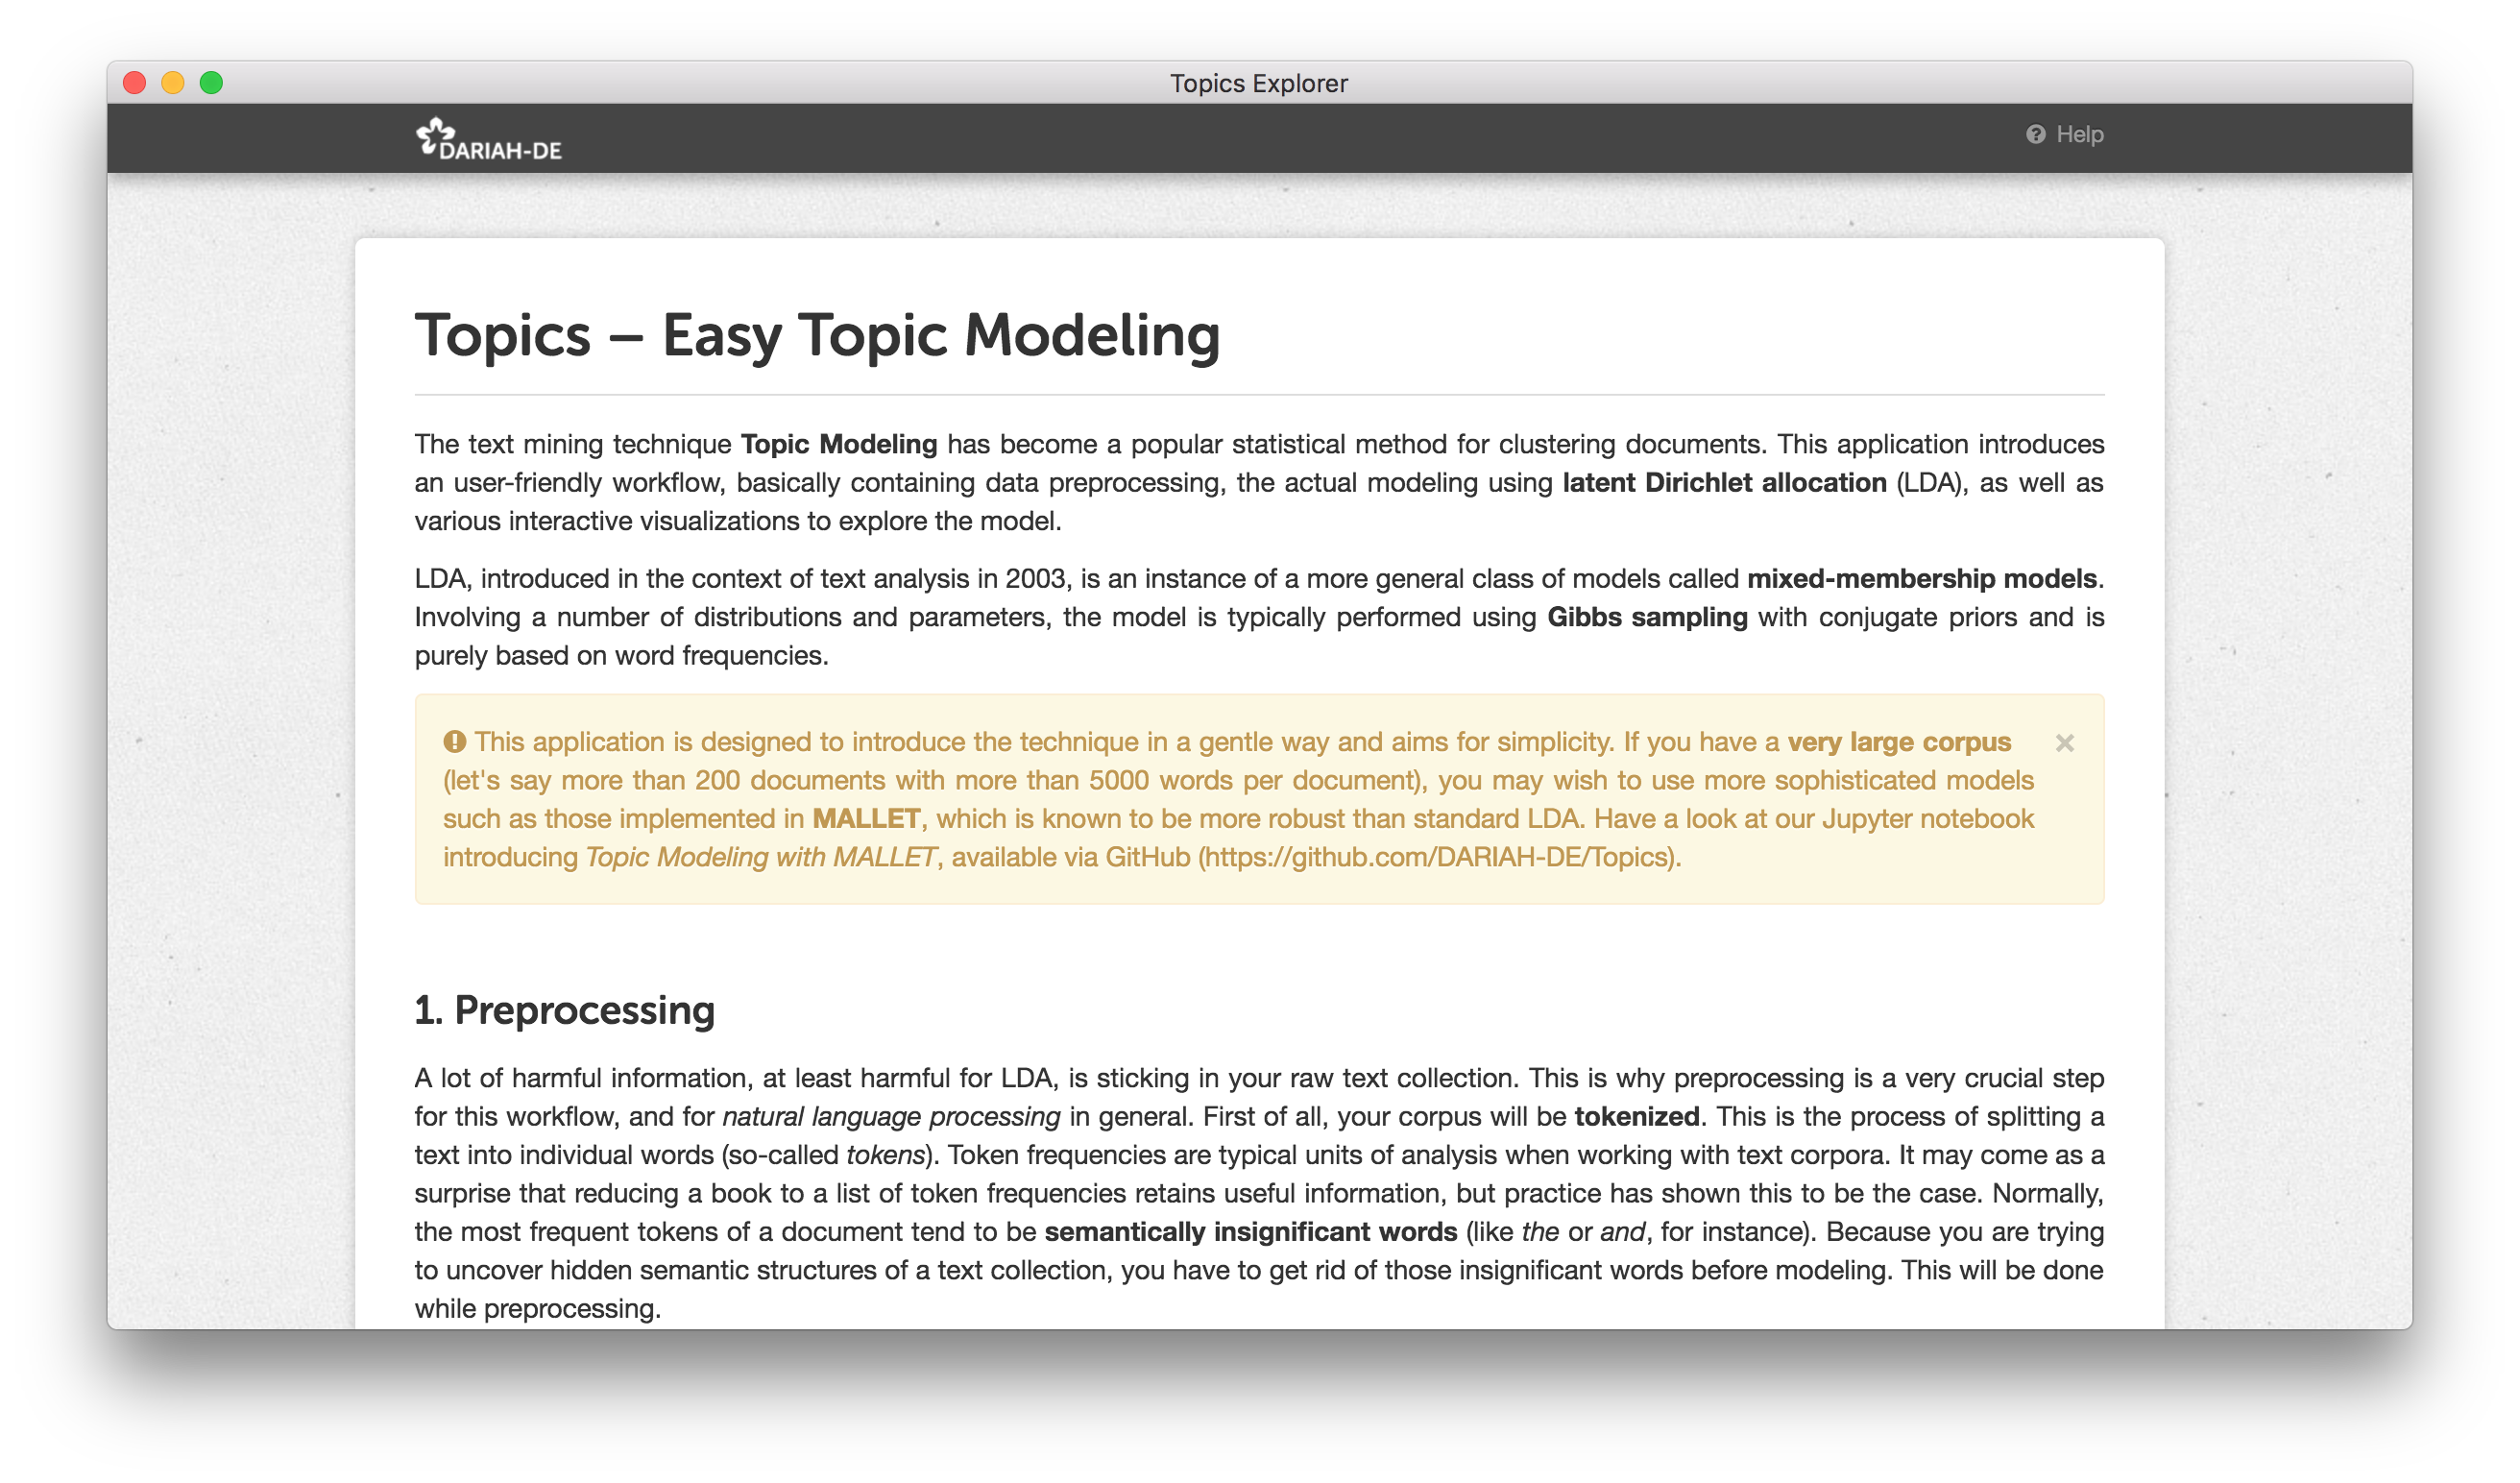 Topics Explorer
DARIAH-DE
Help
Topics – Easy Topic Modeling
The text mining technique Topic Modeling has become a popular statistical method for clustering documents. This application introduces
an user-friendly workflow, basically containing data preprocessing, the actual modeling using latent Dirichlet allocation (LDA), as well as
various interactive visualizations to explore the model.
LDA, introduced in the context of text analysis in 2003, is an instance of a more general class of models called mixed-membership models.
Involving a number of distributions and parameters, the model is typically performed using Gibbs sampling with conjugate priors and is
purely based on word frequencies.
This application is designed to introduce the technique in a gentle way and aims for simplicity. If you have a very large corpus
(let's say more than 200 documents with more than 5000 words per document), you may wish to use more sophisticated models
such as those implemented in MALLET, which is known to be more robust than standard LDA. Have a look at our Jupyter notebook
introducing Topic Modeling with MALLET, available via GitHub (https://github.com/DARIAH-DE/Topics).
1. Preprocessing
A lot of harmful information, at least harmful for LDA, is sticking in your raw text collection. This is why preprocessing is a very crucial step
for this workflow, and for natural language processing in general. First of all, your corpus will be tokenized. This is the process of splitting a
text into individual words (so-called tokens). Token frequencies are typical units of analysis when working with text corpora. It may come as a
surprise that reducing a book to a list of token frequencies retains useful information, but practice has shown this to be the case. Normally,
the most frequent tokens of a document tend to be semantically insignificant words (like the or and, for instance). Because you are trying
to uncover hidden semantic structures of a text collection, you have to get rid of those insignificant words before modeling. This will be done
while preprocessing.